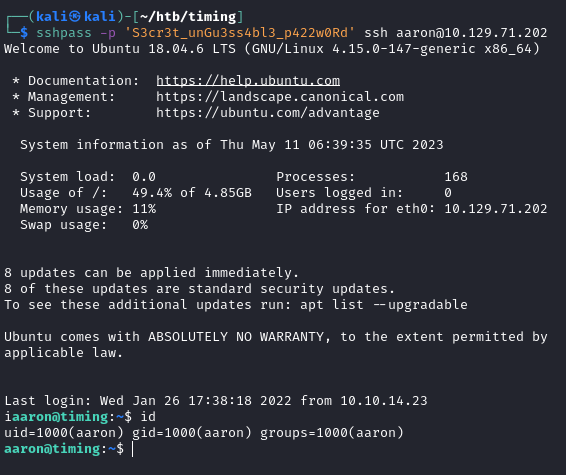 ┌──(kali㉿kali)-[~/htb/timing]
└─$ sshpass -p 'S3cr3t_unGu3ss4bl3_p422w0Rd' ssh aaron@10.129.71.202
Welcome to Ubuntu 18.04.6 LTS (GNU/Linux 4.15.0-147-generic x86_64)
* Documentation: https://help.ubuntu.com
* Management: https://landscape.canonical.com
* Support: https://ubuntu.com/advantage
System information as of Thu May 11 06:39:35 UTC 2023
System load: 0.0 Processes: 168
Usage of /: 49.4% of 4.85GB Users logged in: 0
Memory usage: 11% IP address for eth0: 10.129.71.202
Swap usage: 0%
8 updates can be applied immediately.
8 of these updates are standard security updates.
To see these additional updates run: apt list --upgradable
Ubuntu comes with ABSOLUTELY NO WARRANTY, to the extent permitted by
applicable law.
Last login: Wed Jan 26 17:38:18 2022 from 10.10.14.23
iaaron@timing:~$ id
uid=1000(aaron) gid=1000(aaron) groups=1000(aaron)
aaron@timing:~$